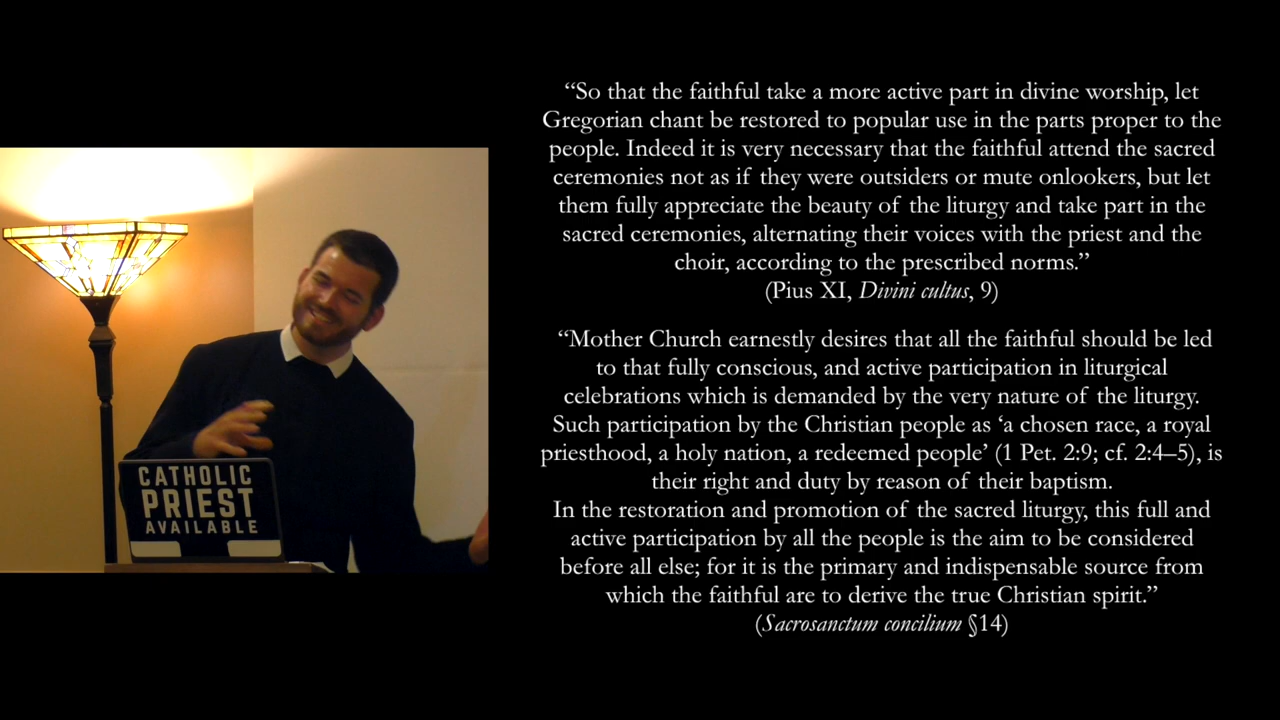 CATHOLIC
PRIEST
AVAILABLE
“So that the faithful take a more active part in divine worship, let
Gregorian chant be restored to popular use in the parts proper to the
people. Indeed it is very necessary that the faithful attend the sacred
ceremonies not as if they were outsiders or mute onlookers, but let
them fully appreciate the beauty of the liturgy and take part in the
sacred ceremonies, alternating their voices with the priest and the
choir, according to the prescribed norms.”
(Pius XI, Divini cultus, 9)
“Mother Church earnestly desires that all the faithful should be led
to that fully conscious, and active participation in liturgical
celebrations which is demanded by the very nature of the liturgy.
Such participation by the Christian people as ‘a chosen race, a royal
priesthood, a holy nation, a redeemed people’ (1 Pet. 2:9; cf. 2:4–5), is
their right and duty by reason of their baptism.
In the restoration and promotion of the sacred liturgy, this full and
active participation by all the people is the aim to be considered
before all else; for it is the primary and indispensable source from
which the faithful are to derive the true Christian spirit.”
(Sacrosanctum concilium §14)